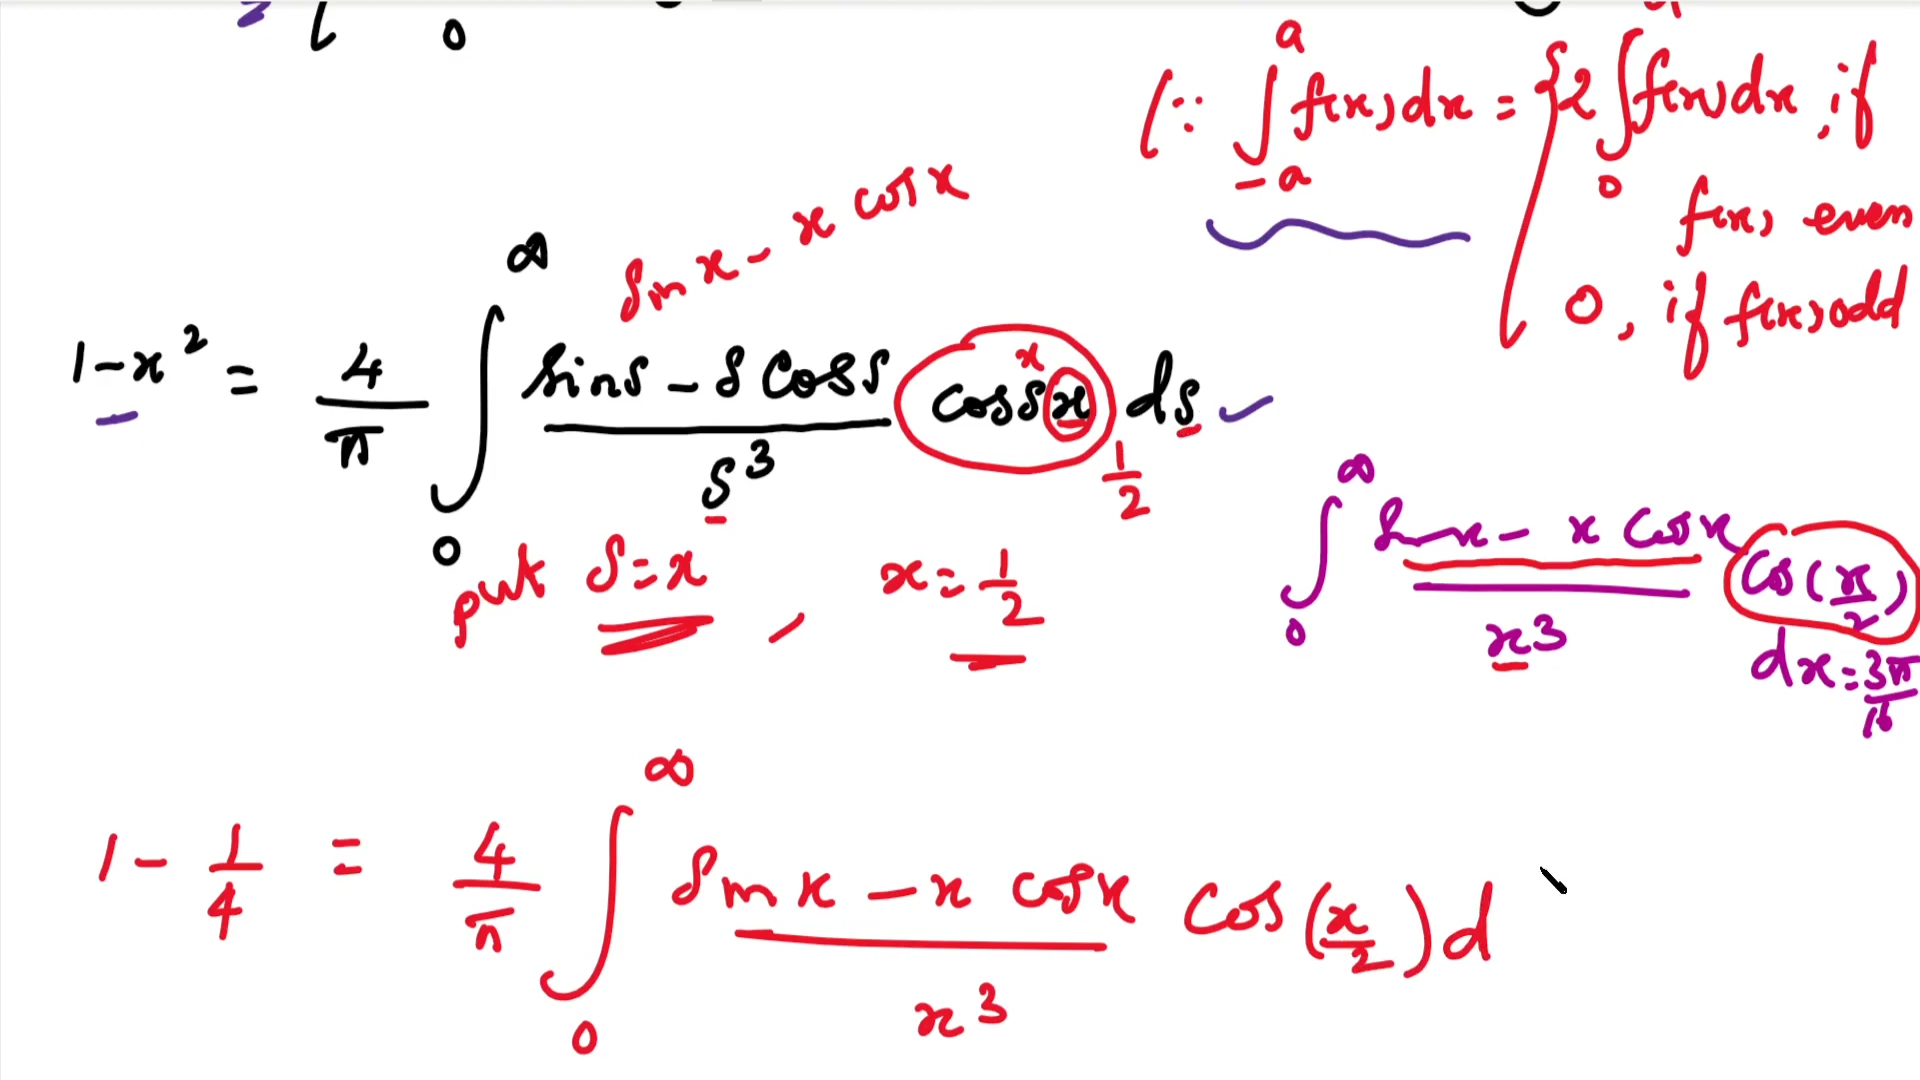 0
(∵ ∫_{-a}^{a} f(x) dx = { 2 ∫_0 f(x) dx, if
f(x) even
0, if f(x) odd
sin x - x cos x
1 - x² = 4/π ∫_0^∞ (sin s - s cos s)/s³ cos s x ds
x
1/2
put s = x, x = 1/2
∫_0^∞ (sin x - x cos x)/x³ cos(x/2)
dx = 3π/16
1 - 1/4 = 4/π ∫_0^∞ (sin x - x cos x)/x³ cos(x/2) d